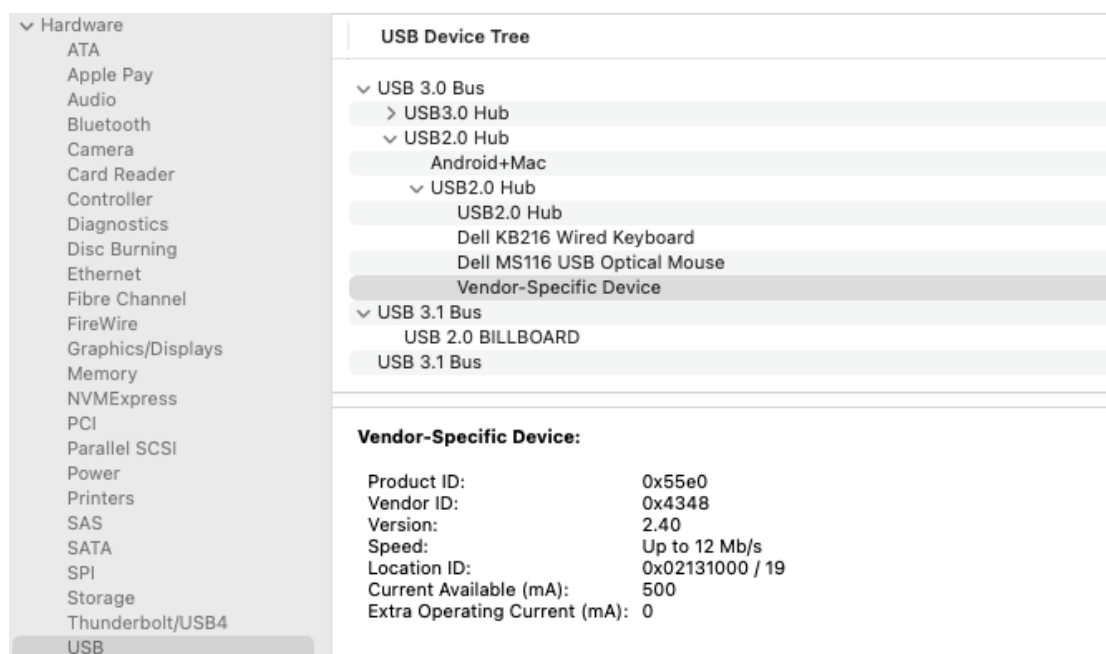 Hardware
ATA
Apple Pay
Audio
Bluetooth
Camera
Card Reader
Controller
Diagnostics
Disc Burning
Ethernet
Fibre Channel
FireWire
Graphics/Displays
Memory
NVMExpress
PCI
Parallel SCSI
Power
Printers
SAS
SATA
SPI
Storage
Thunderbolt/USB4
USB
USB Device Tree
USB 3.0 Bus
USB3.0 Hub
USB2.0 Hub
Android+Mac
USB2.0 Hub
USB2.0 Hub
Dell KB216 Wired Keyboard
Dell MS116 USB Optical Mouse
Vendor-Specific Device
USB 3.1 Bus
USB 2.0 BILLBOARD
USB 3.1 Bus
Vendor-Specific Device:
Product ID: 0x55e0
Vendor ID: 0x4348
Version: 2.40
Speed: Up to 12 Mb/s
Location ID: 0x02131000 / 19
Current Available (mA): 500
Extra Operating Current (mA): 0